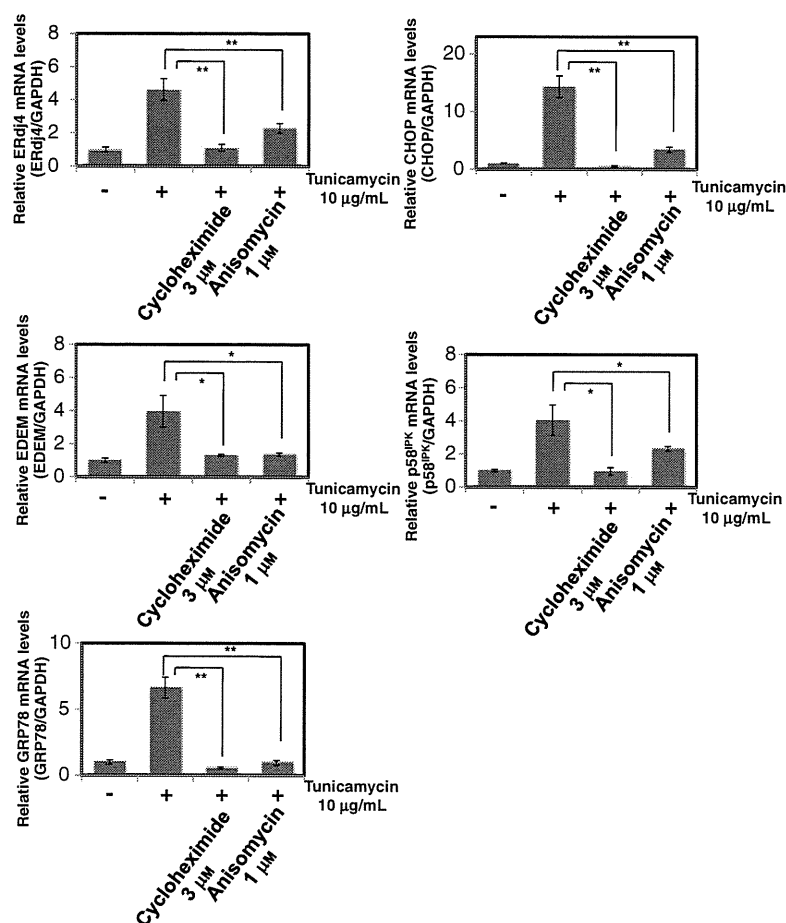 Relative ERdj4 mRNA levels
(ERdj4/GAPDH)
8
6
4
2
0
**
**
- + + +
Tunicamycin
10 µg/mL
Cycloheximide
3 µM
Anisomycin
1 µM
Relative CHOP mRNA levels
(CHOP/GAPDH)
20
10
0
**
**
- + + +
Tunicamycin
10 µg/mL
Cycloheximide
3 µM
Anisomycin
1 µM
Relative EDEM mRNA levels
(EDEM/GAPDH)
8
6
4
2
0
*
*
- + + +
Tunicamycin
10 µg/mL
Cycloheximide
3 µM
Anisomycin
1 µM
Relative p58IPK mRNA levels
(p58IPK/GAPDH)
8
6
4
2
0
*
*
- + + +
Tunicamycin
10 µg/mL
Cycloheximide
3 µM
Anisomycin
1 µM
Relative GRP78 mRNA levels
(GRP78/GAPDH)
10
5
0
**
**
- + + +
Tunicamycin
10 µg/mL
Cycloheximide
3 µM
Anisomycin
1 µM